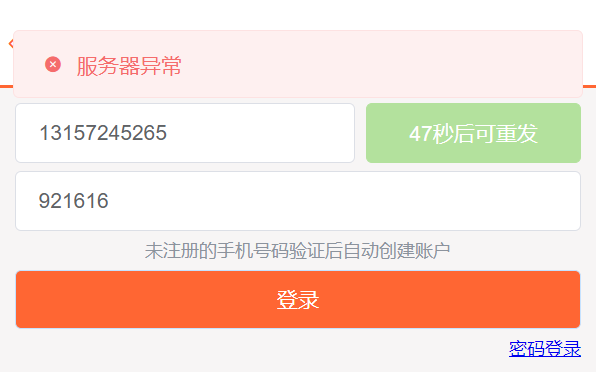 服务器异常
13157245265
47秒后可重发
921616
未注册的手机号码验证后自动创建账户
登录
密码登录